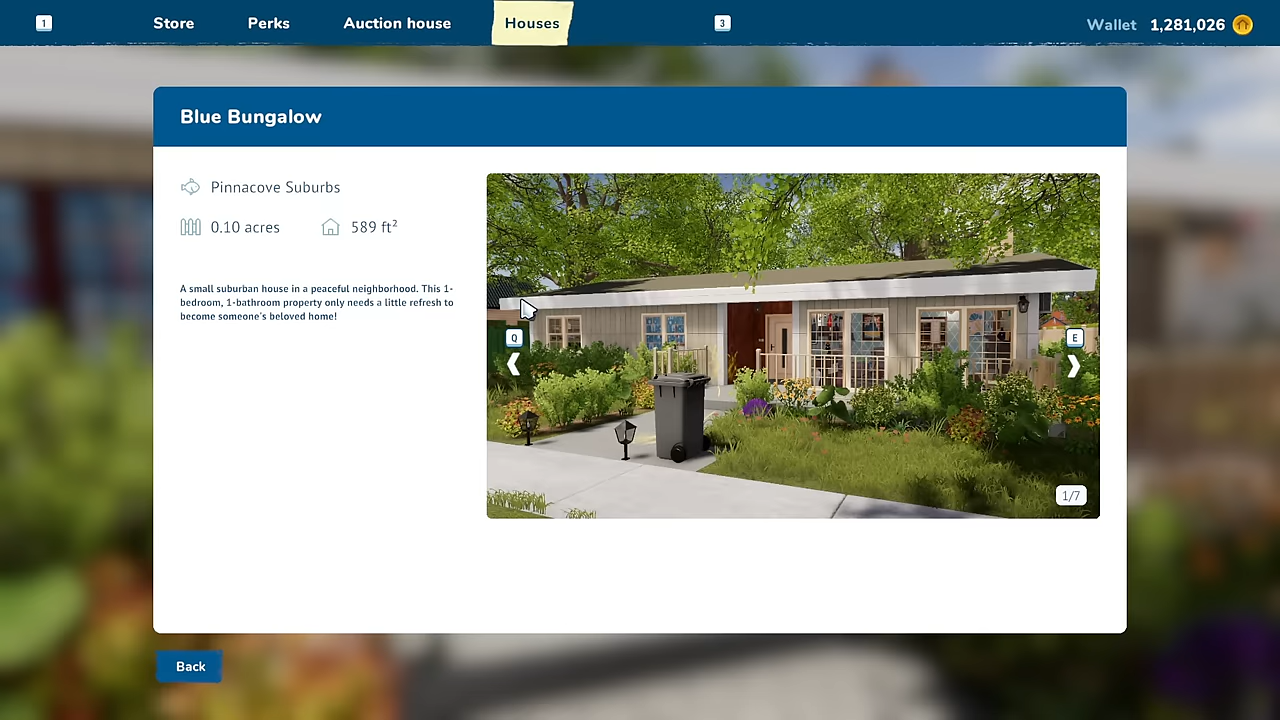 1
Store
Perks
Auction house
Houses
3
Wallet
1,281,026
Blue Bungalow
Pinnacove Suburbs
0.10 acres
589 ft²
A small suburban house in a peaceful neighborhood. This 1-
bedroom, 1-bathroom property only needs a little refresh to
become someone's beloved home!
Q
E
1/7
Back